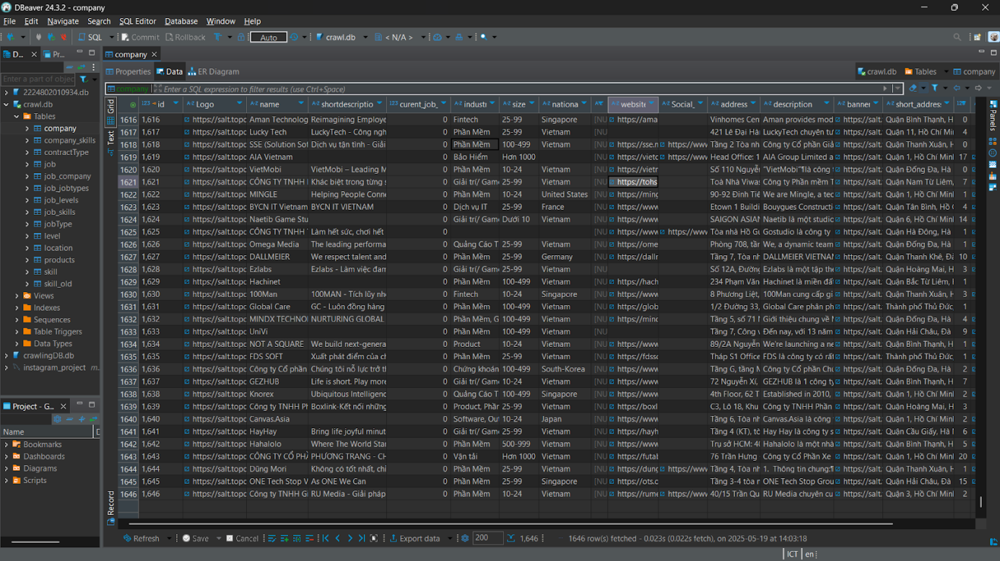 DBeaver 24.3.2 - company
File Edit Navigate Search SQL Editor Database Window Help
SQL Commit Rollback Auto crawl.db < N/A >
D... Pr... company
Properties Data ER Diagram crawl.db Tables company
Enter a part of objec company Enter a SQL expression to filter results (use Ctrl+Space)
2224802010934.db
crawl.db
Tables
company
company_skills
contractType
job
job_company
job_jobtypes
job_levels
job_skills
jobType
level
location
products
skill
skill_old
Views
Indexes
Sequences
Table Triggers
Data Types
crawlingDB.db
instagram_project m...
Project - G...
Name
Bookmarks
Dashboards
Diagrams
Scripts
Grid
Text
Record
Panels
123 id A-Z Logo A-Z name A-Z shortdescriptio 123 curent_job_ A-Z industr A-Z size A-Z nationa A-Z A-Z website A-Z Social_ A-Z address A-Z description A-Z banner A-Z short_address 123
1616 1,616 https://salt.topc Aman Technolog Reimagining Employe 0 Fintech 25-99 Singapore [NU https://ama Vinhomes Cen Aman provides mod https://salt. Quận Bình Thạnh, H 0
1617 1,617 https://salt.topc Lucky Tech LuckyTech - Công ngh 0 Phần Mềm 25-99 Vietnam [NU 421 Lê Đại Hà LuckyTech chuyên tư https://salt. Quận 11, Hồ Chí Min 4
1618 1,618 https://salt.topc SSE (Solution Sof Dịch vụ tận tình - Giải 0 Phần Mềm 100-499 Vietnam [NU https://sse.n https://www Tầng 2 Tòa nh Công ty Cổ phần Giả https://salt. Quận Thanh Xuân, H 0
1619 1,619 https://salt.topc AIA Vietnam 0 Bảo Hiểm Hơn 1000 [NU https://vietc https://www Head Office: 1 AIA Group Limited a https://salt. Quận 1, Hồ Chí Minh 17
1620 1,620 https://salt.topc VietMobi VietMobi – Leading M 0 Phần Mềm 10-24 Vietnam [NU https://vietr Số 110 Nguyễ "VietMobi"¶là công https://salt. Quận Đống Đa, Hà 0
1621 1,621 https://salt.topc CÔNG TY TNHH I Khác biệt trong từng s 0 Giải trí/ Gam 25-99 Vietnam [NU https://tohs Toà Nhà Viwas Công ty Phần mềm T https://salt. Quận Nam Từ Liêm, 7
1622 1,622 https://salt.topc MINGLE Helping People Conn 0 Phần Mềm 10-24 United States [NU https://ming 90-92 Đinh Tiê We are Mingle, a tec https://salt. Quận 1, Hồ Chí Minh 1
1623 1,623 https://salt.topc BYCN IT Vietnam BYCN IT VIETNAM 0 Dịch vụ IT 25-99 France [NU https://www Etown 1 Buildi Bouygues Constructi https://salt. Quận Tân Bình, Hồ 4
1624 1,624 https://salt.topc Naetib Game Stu 0 Giải trí/ Gam Dưới 10 Vietnam [NU https://www SAIGON ASIAN Naetib là một studic https://salt. Quận 6, Hồ Chí Minh 14
1625 1,625 https://salt.topc CÔNG TY TNHH Làm hết sức, chơi hết 0 [NU https://www https://www Tòa nhà Hồ Gu Gostudio là công ty https://salt. Quận Hà Đông, Hà 1
1626 1,626 https://salt.topc Omega Media The leading performa 0 Quảng Cáo T 25-99 Vietnam [NU https://ome Phòng 708, tầ We, a dynamic team https://salt. Quận Đống Đa, Hà 1
1627 1,627 https://salt.topc DALLMEIER We respect talent and 0 Phần Mềm 25-99 Germany [NU https://dallr Tầng 7, Tòa nh DALLMEIER VIETNAM https://salt. Quận Thanh Khê, Đà 10
1628 1,628 https://salt.topc Ezlabs Ezlabs - Làm việc đam 0 Phần Mềm 25-99 Vietnam [NU Số 12A, Đường Ezlabs là một tập thể https://salt. Quận Hoàng Mai, H 3
1629 1,629 https://salt.topc Hachinet 0 Phần Mềm 100-499 Vietnam [NU https://hach 234 Phạm Văn Hachinet là miền đấ https://salt. Quận Bắc Từ Liêm, I 1
1630 1,630 https://salt.topc 100Man 100MAN - Tích lũy nh 0 Fintech 10-24 Singapore [NU https://www 8 Phương Liệt, 100Man cung cấp gi https://salt. Quận Thanh Xuân, H 3
1631 1,631 https://salt.topc Global Care GC - Luôn đồng hàng 0 Phần Mềm 100-499 Vietnam [NU https://glob 1/2 Đường 33, Global Care phân ph https://salt. Thành phố Thủ Đức, 1
1632 1,632 https://salt.topc MINDX TECHNOI NURTURING GLOBAL 0 Phần Mềm, G 100-499 Vietnam [NU https://minc Tầng 5, số 71 Giới thiệu chung về https://salt. Quận Đống Đa, Hà 4
1633 1,633 https://salt.topc UniVi 0 Phần Mềm 100-499 Vietnam [NU Tầng 7, Công Đến nay, với 13 năm https://salt. Quận Hải Châu, Đà 9
1634 1,634 https://salt.topc NOT A SQUARE We build next-genera 0 Product 10-24 Vietnam [NU https://www 89/2A Nguyễn We're launching a ne https://salt. Quận Bình Thạnh, H 1
1635 1,635 https://salt.topc FDS SOFT Xuất phát điểm của ch 0 Phần Mềm 25-99 Vietnam [NU https://fdssc Tháp S1 Office FDS là công ty có rấ https://salt. Thành phố Thủ Đức, 1
1636 1,636 https://salt.topc Công ty Cổ phần Chúng tôi nỗ lực trở th 0 Chứng khoán 100-499 South-Korea [NU https://www Tầng G, tầng Công ty Cổ phần Chứ https://salt. Quận Đống Đa, Hà 2
1637 1,637 https://salt.topc GEZHUB Life is short. Play more 0 Giải trí/ Gam 10-24 Vietnam [NU https://www 72 Nguyễn Xí, GEZHUB là 1 công ty https://salt. Quận Bình Thạnh, H 7
1638 1,638 https://salt.topc Knorex Ubiquitous Intelligenc 0 Quảng Cáo T 100-499 Singapore [NU https://www 4th Floor, 62 T Established in 2010, https://salt. Quận 1, Hồ Chí Minh 2
1639 1,639 https://salt.topc Công ty TNHH Ph Boxlink-Kết nối những 0 Product, Phầ 25-99 Vietnam [NU https://boxl C3, Lô 18, Khu Công ty TNHH Phần https://salt. Quận Hoàng Mai, H 3
1640 1,640 https://salt.topc Canvas.Asia 0 Software, Out 10-24 Japan [NU https://www Tầng 6, Tòa nh Canvas.Asia là công https://salt. Quận 1, Hồ Chí Minh 2
1641 1,641 https://salt.topc HayHay Bring life joyful minut 0 Giải trí/ Gam 25-99 Vietnam [NU https://hayh Tầng 4 (KT), tò Hay Hay là công ty s https://salt. Quận Cầu Giấy, Hà N 6
1642 1,642 https://salt.topc Hahalolo Where The World Star 0 Phần Mềm 500-999 Vietnam [NU https://www Trụ sở HCM: 4 Hahalolo là một nhà https://salt. Quận Bình Thạnh, H 5
1643 1,643 https://salt.topc CÔNG TY CỔ PHẦ PHƯƠNG TRANG - CH 0 Vận tải Hơn 1000 Vietnam [NU https://futak 76 Trần Hưng Công ty Cổ Phần Xe https://salt. Quận 1, Hồ Chí Minh 20
1644 1,644 https://salt.topc Dũng Mori Không có tốt nhất, chỉ 0 Phần Mềm 25-99 Vietnam [NU https://dung https://www Tầng 4, Tòa nh 1. Thông tin chung:¶ https://salt. Quận Thanh Xuân, H 1
1645 1,645 https://salt.topc ONE Tech Stop V As ONE We Can 0 Phần Mềm 25-99 Singapore [NU https://ots.c Tầng 3-4 tòa r ONE Tech Stop Group https://salt. Quận Hải Châu, Đà 15
1646 1,646 https://salt.topc Công ty TNHH G RU Media - Giải pháp 0 Phần Mềm 10-24 Vietnam [NU https://rume https://www 40/15 Trần Qu RU Media chuyên cu https://salt. Quận 3, Hồ Chí Minh 2
Refresh Save Cancel Export data 200 1,646 1646 row(s) fetched - 0.023s (0.022s fetch), on 2025-05-19 at 14:03:18
ICT en